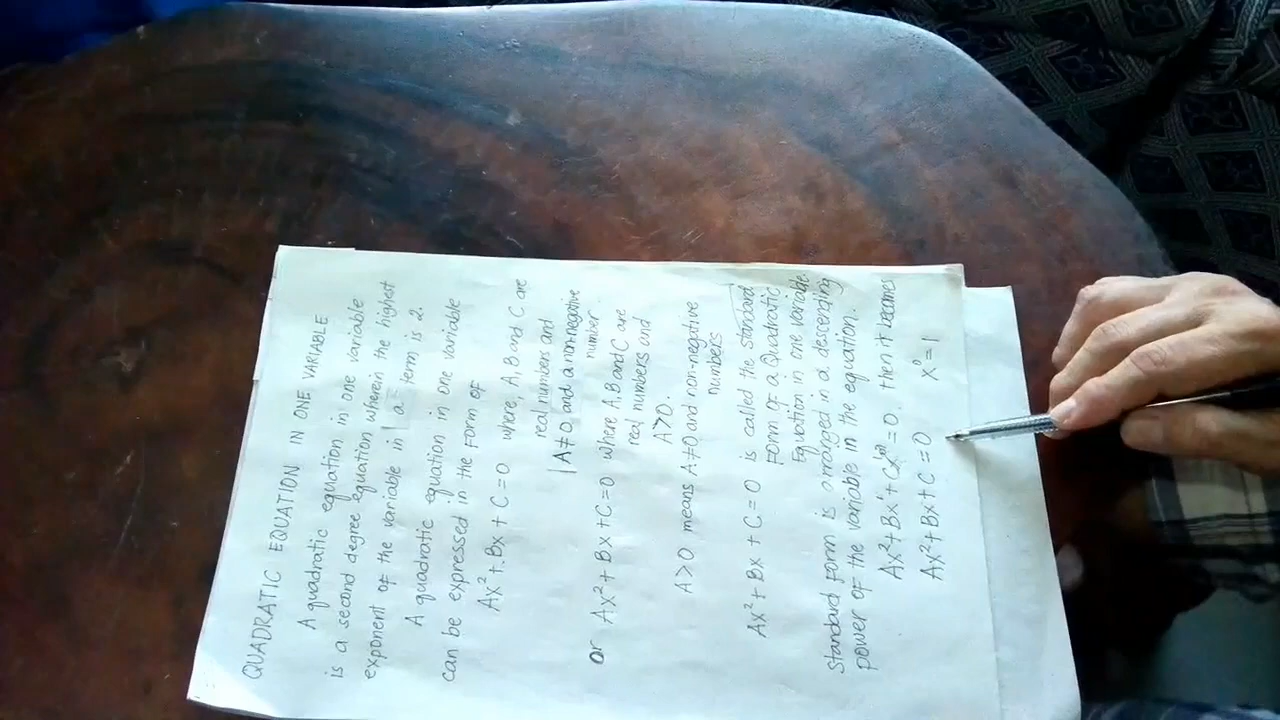 QUADRATIC EQUATION IN ONE VARIABLE
A quadratic equation in one variable
is a second degree equation wherein the highest
exponent of the variable in a term is 2.
A quadratic equation in one variable
can be expressed in the form of
Ax² + Bx + C = 0 where, A, B and C are
real numbers and
A ≠ 0 and a non-negative
number
or Ax² + Bx + C = 0 where A, B and C are
real numbers and
A > 0.
A > 0 means A ≠ 0 and non-negative
numbers
Ax² + Bx + C = 0 is called the standard
form of a Quadratic
Equation in one variable.
Standard form is arranged in a descending
power of the variable in the equation.
Ax² + Bx¹ + Cx⁰ = 0. then it becomes
Ax² + Bx + C = 0 x⁰ = 1